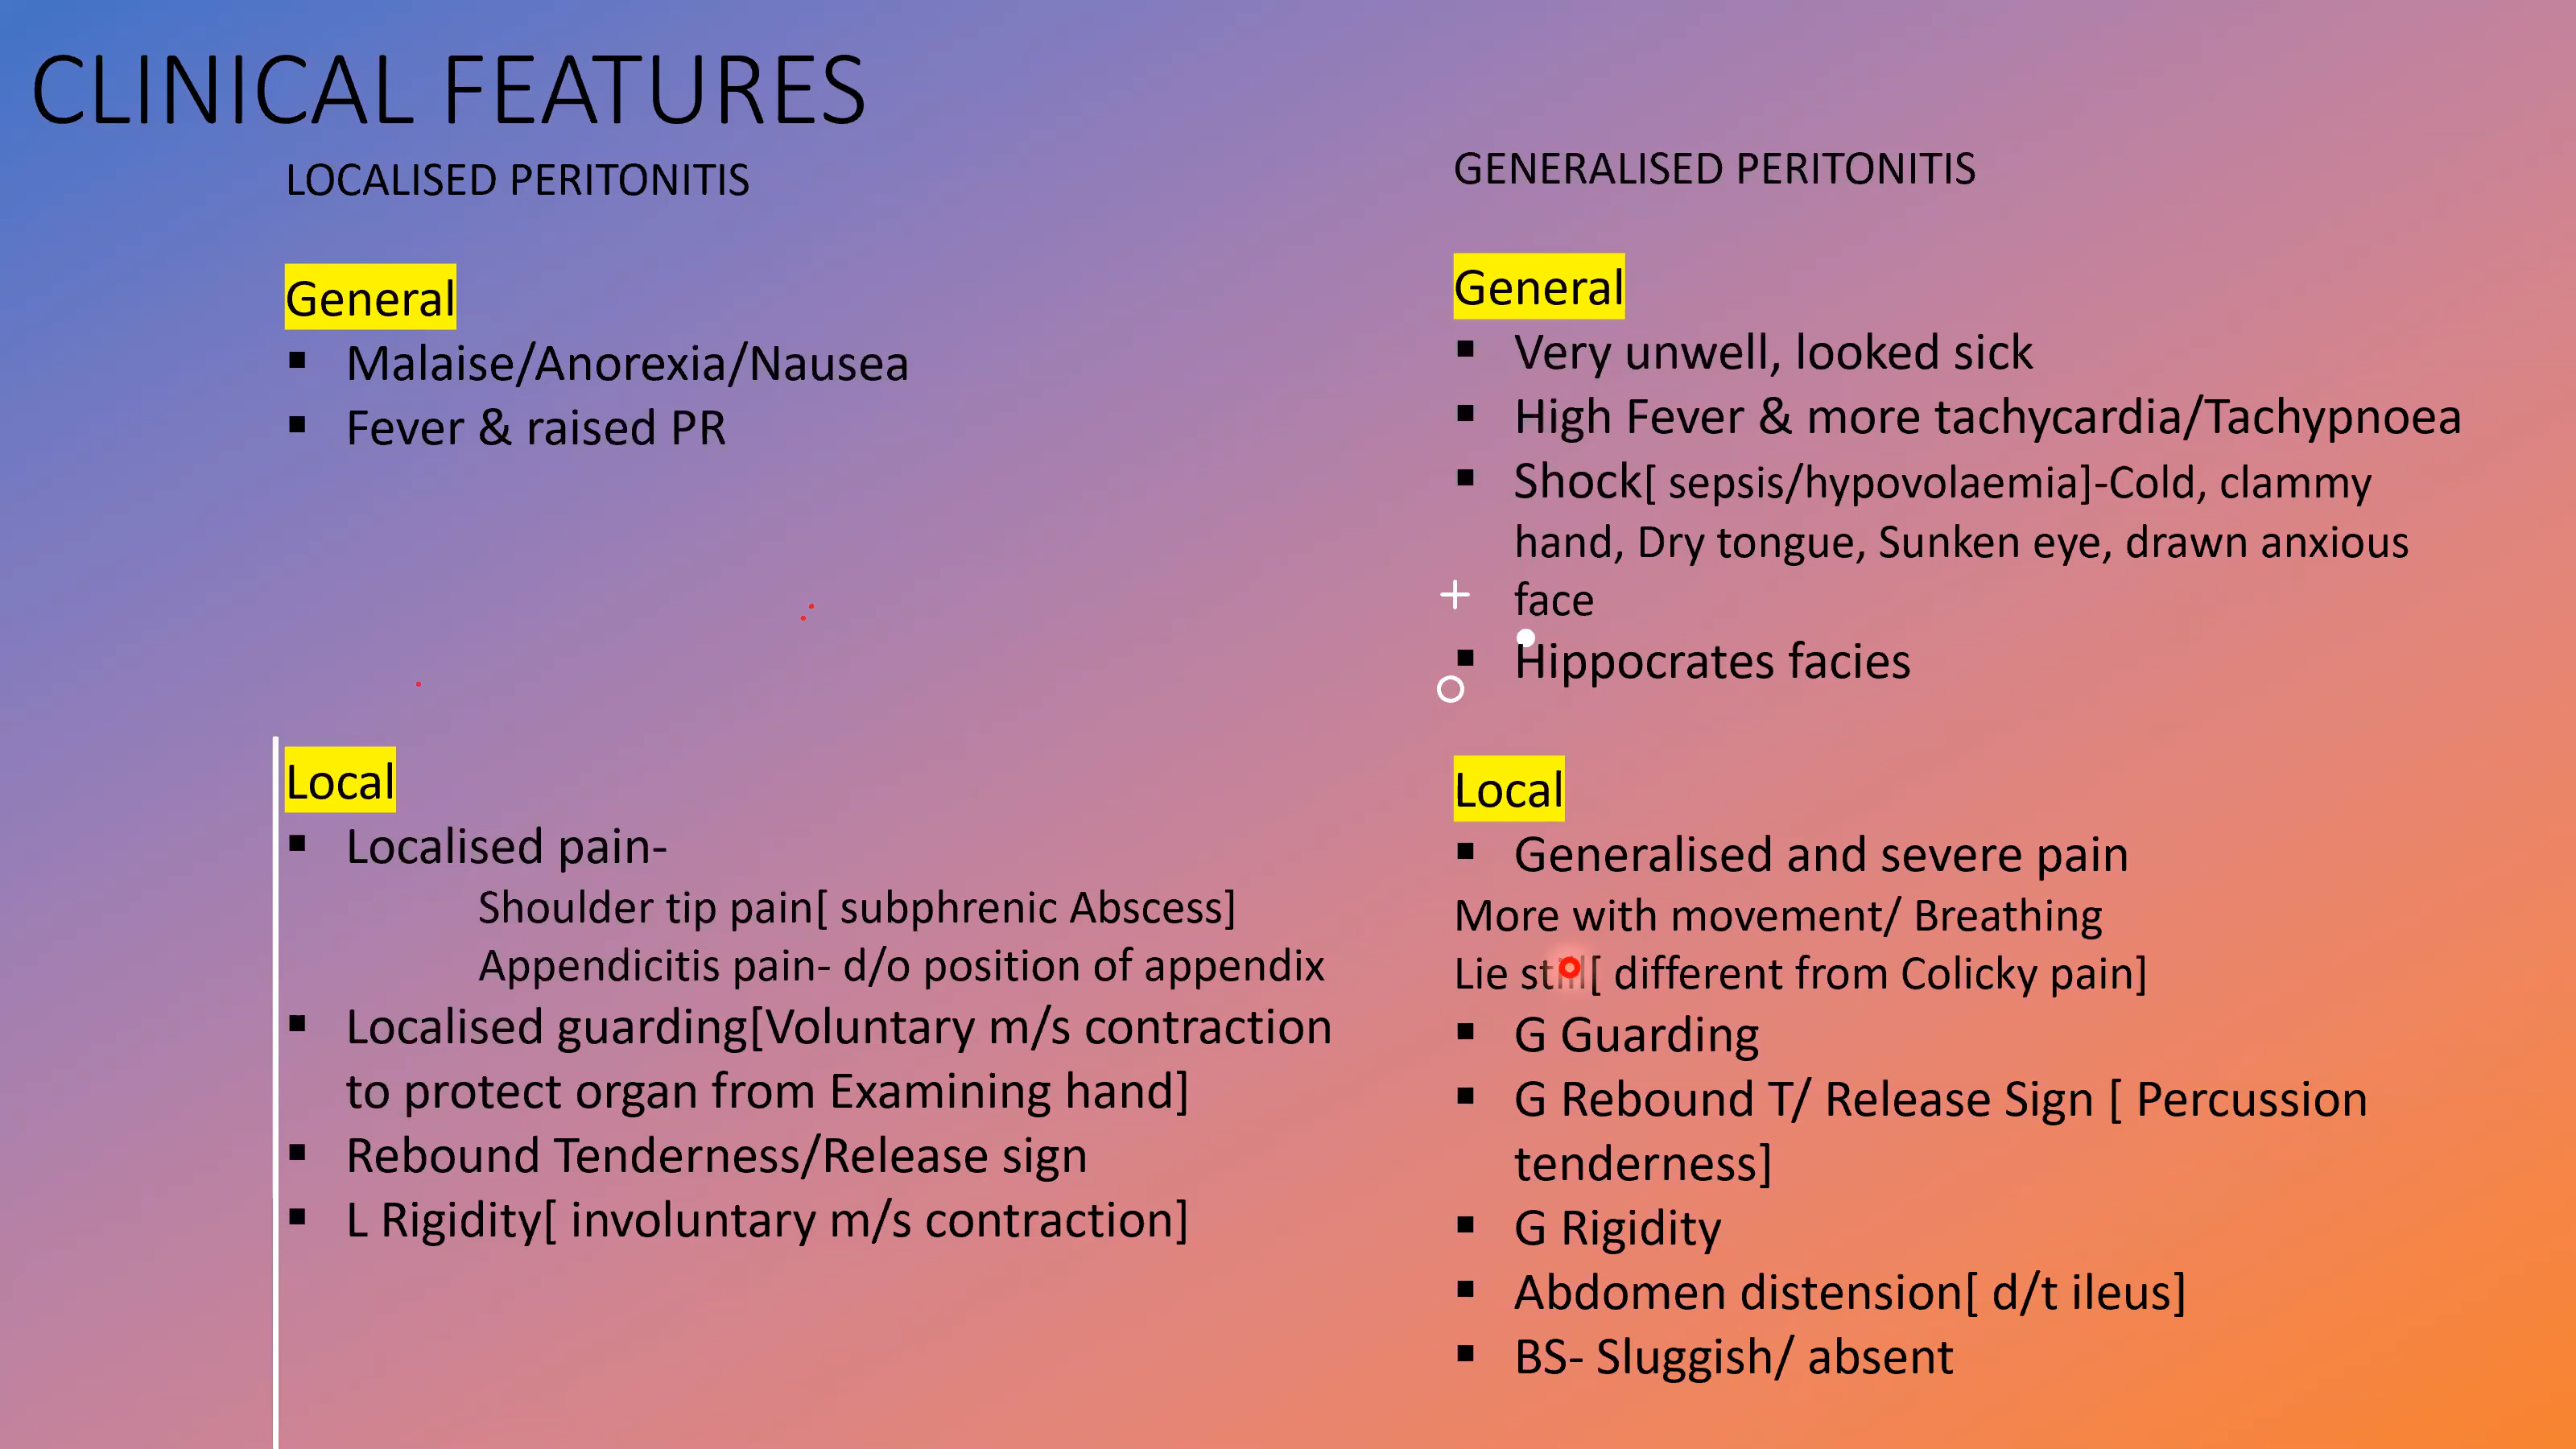 CLINICAL FEATURES
LOCALISED PERITONITIS
General
▪ Malaise/Anorexia/Nausea
▪ Fever & raised PR
Local
▪ Localised pain-
Shoulder tip pain[ subphrenic Abscess]
Appendicitis pain- d/o position of appendix
▪ Localised guarding[Voluntary m/s contraction
to protect organ from Examining hand]
▪ Rebound Tenderness/Release sign
▪ L Rigidity[ involuntary m/s contraction]
GENERALISED PERITONITIS
General
▪ Very unwell, looked sick
▪ High Fever & more tachycardia/Tachypnoea
▪ Shock[ sepsis/hypovolaemia]-Cold, clammy
hand, Dry tongue, Sunken eye, drawn anxious
face
▪ Hippocrates facies
Local
▪ Generalised and severe pain
More with movement/ Breathing
Lie still[ different from Colicky pain]
▪ G Guarding
▪ G Rebound T/ Release Sign [ Percussion
tenderness]
▪ G Rigidity
▪ Abdomen distension[ d/t ileus]
▪ BS- Sluggish/ absent